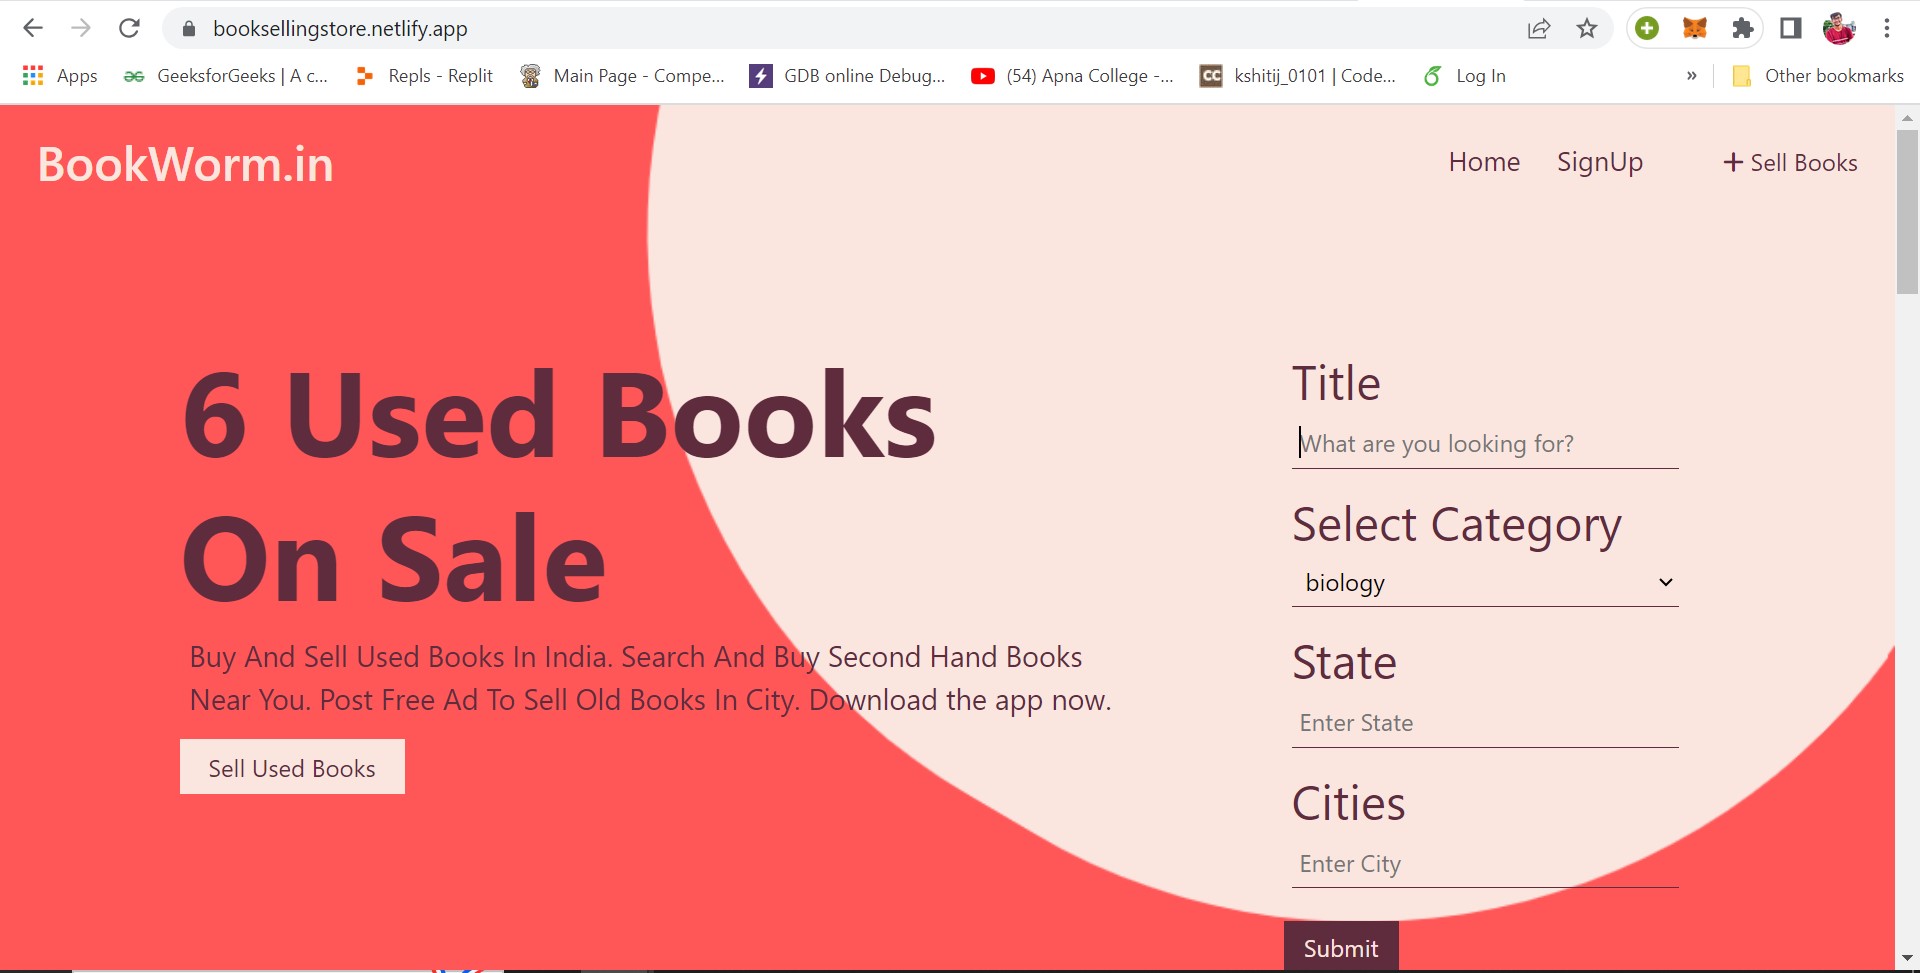 booksellingstore.netlify.app
Apps GeeksforGeeks | A c... Repls - Replit Main Page - Compe... GDB online Debug... (54) Apna College -... CC kshitij_0101 | Code... Log In » Other bookmarks
BookWorm.in Home SignUp + Sell Books
6 Used Books
On Sale
Buy And Sell Used Books In India. Search And Buy Second Hand Books
Near You. Post Free Ad To Sell Old Books In City. Download the app now.
Sell Used Books
Title
What are you looking for?
Select Category
biology
State
Enter State
Cities
Enter City
Submit